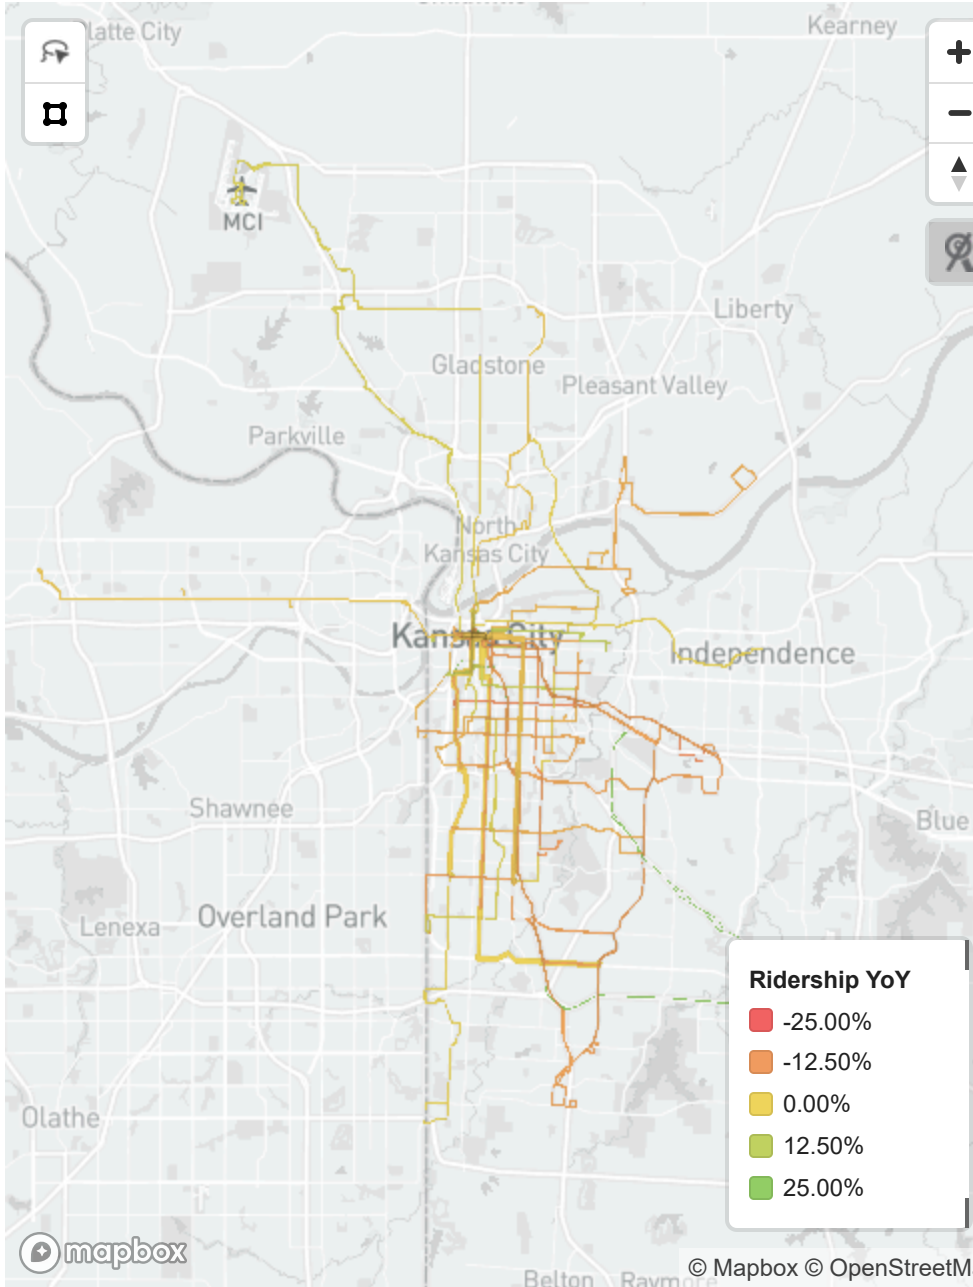 Platte City
Kearney
MCI
Liberty
Gladstone
Pleasant Valley
Parkville
North
Kansas City
Kansas City
Independence
Shawnee
Blue
Overland Park
Lenexa
Olathe
Ridership YoY
-25.00%
-12.50%
0.00%
12.50%
25.00%
mapbox
© Mapbox © OpenStreetM
Belton
Raymore